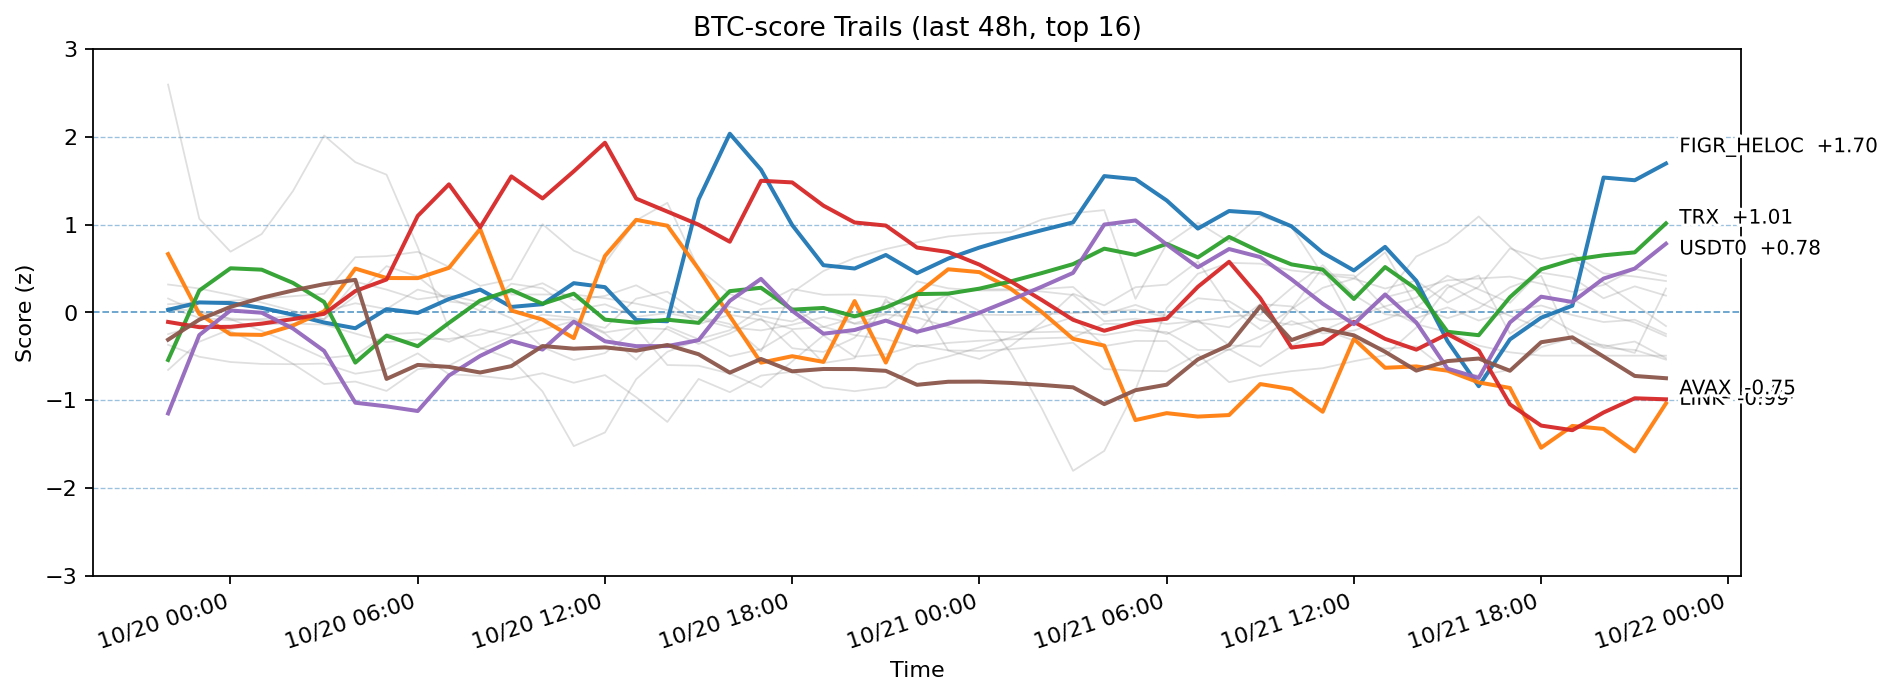 BTC-score Trails (last 48h, top 16)
Score (z)
3
2
1
0
−1
−2
−3
FIGR_HELOC +1.70
TRX +1.01
USDT0 +0.78
AVAX -0.75
LINK -0.99
10/20 00:00
10/20 06:00
10/20 12:00
10/20 18:00
10/21 00:00
10/21 06:00
10/21 12:00
10/21 18:00
10/22 00:00
Time